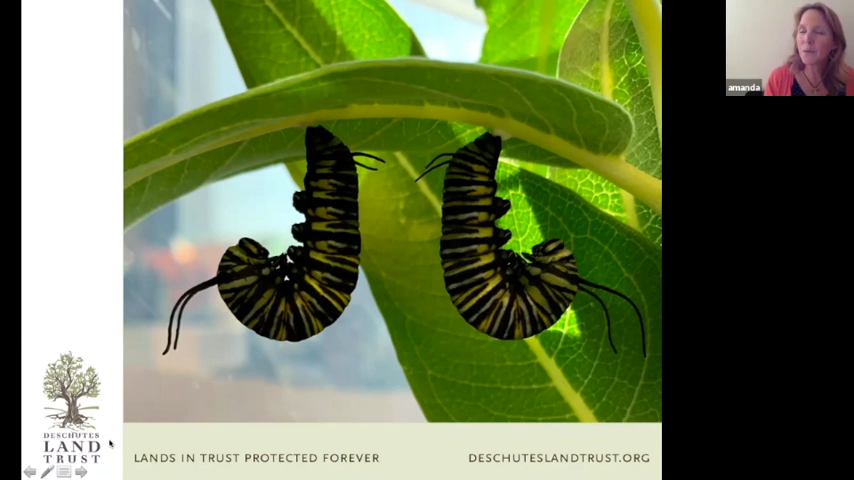 amanda
DESCHUTES
LAND
TRUST
LANDS IN TRUST PROTECTED FOREVER
DESCHUTESLANDTRUST.ORG